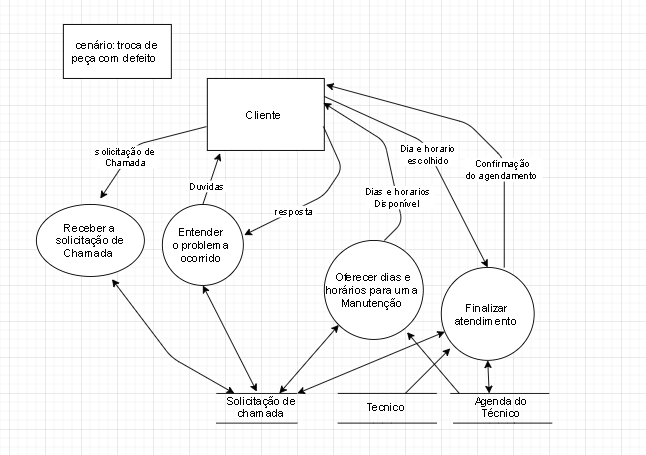 cenário: troca de
peça com defeito
Cliente
solicitação de
Chamada
Duvidas
resposta
Dia e horario
escolhido
Confirmação
do agendamento
Dias e horarios
Disponível
Receber a
solicitação de
Chamada
Entender
o problema
ocorrido
Oferecer dias e
horários para uma
Manutenção
Finalizar
atendimento
Solicitação de
chamada
Tecnico
Agenda do
Técnico